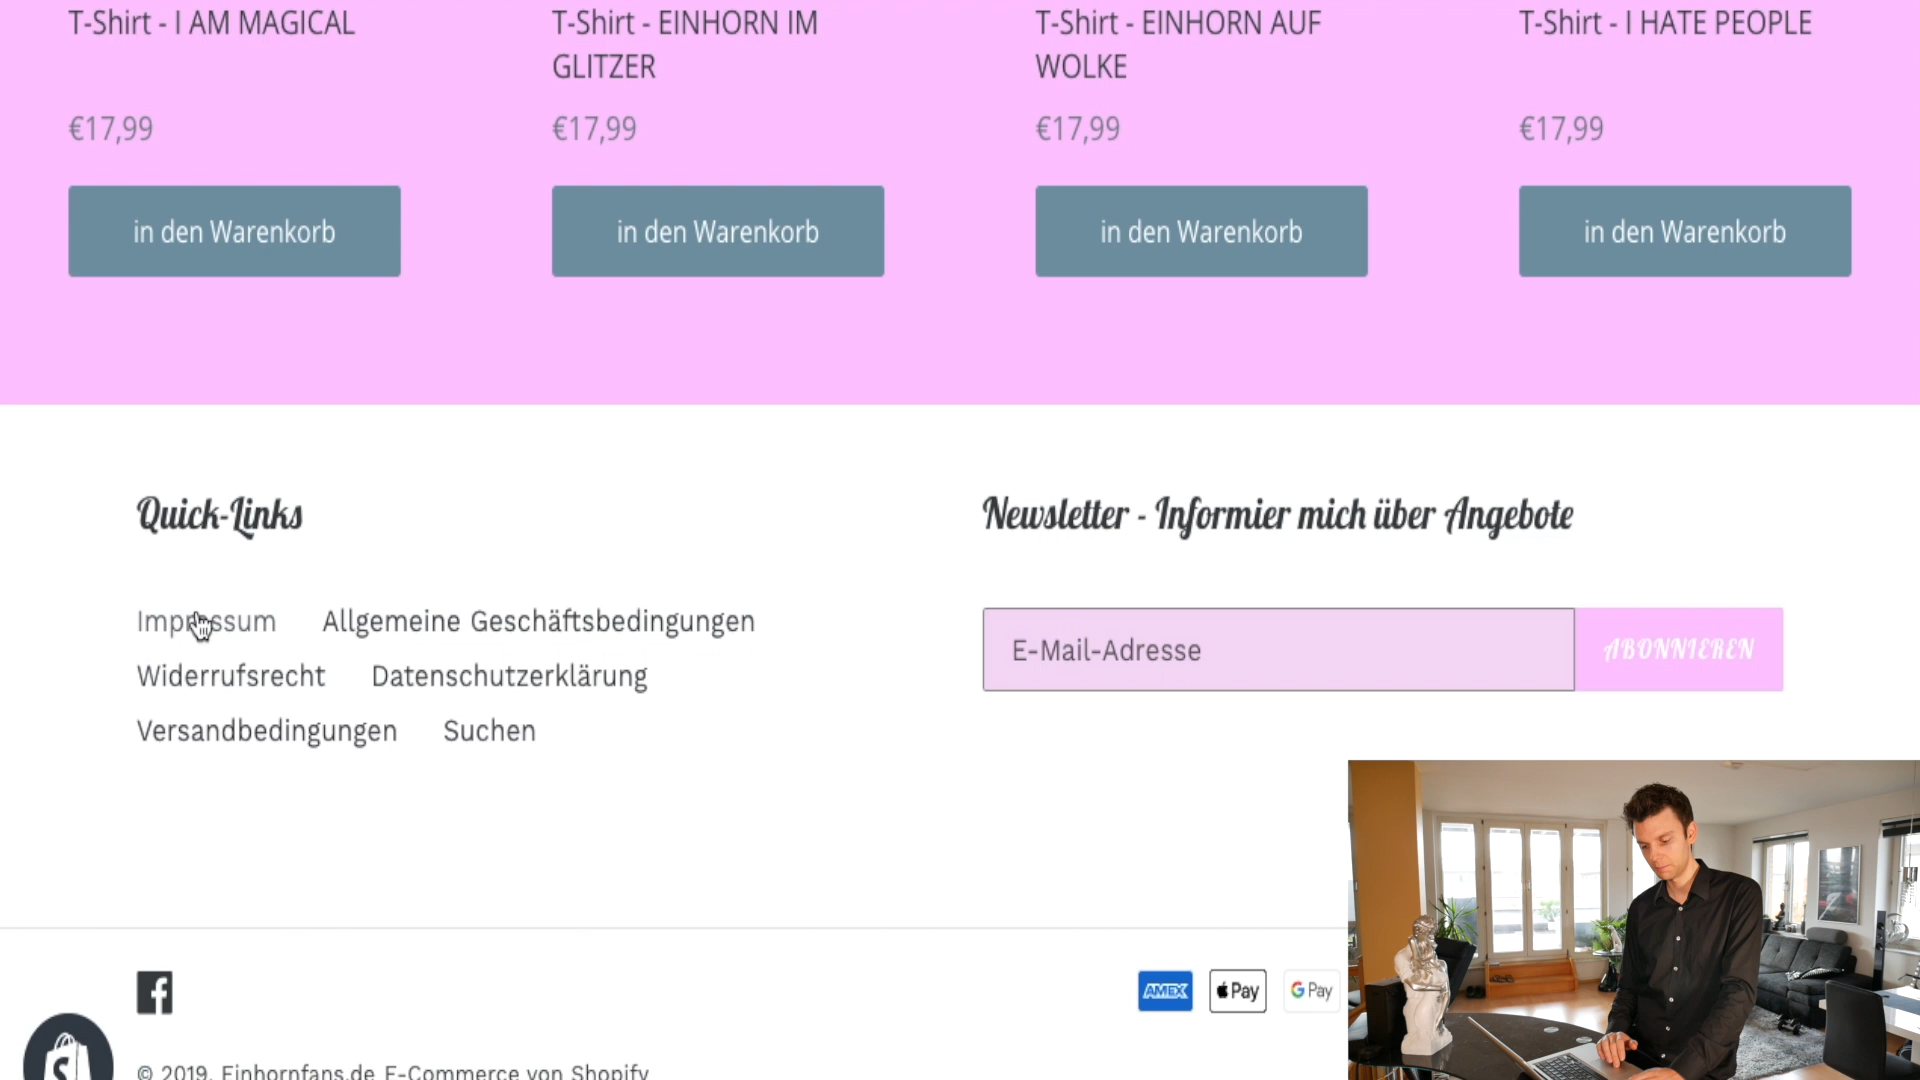 T-Shirt - I AM MAGICAL
T-Shirt - EINHORN IM
GLITZER
T-Shirt - EINHORN AUF
WOLKE
T-Shirt - I HATE PEOPLE
€17,99
€17,99
€17,99
€17,99
in den Warenkorb
in den Warenkorb
in den Warenkorb
in den Warenkorb
Quick-Links
Impressum Allgemeine Geschäftsbedingungen
Widerrufsrecht Datenschutzerklärung
Versandbedingungen Suchen
Newsletter - Informier mich über Angebote
E-Mail-Adresse
ABONNIEREN
AMEX
Pay
G Pay
© 2019, Einhornfans.de E-Commerce von Shopify